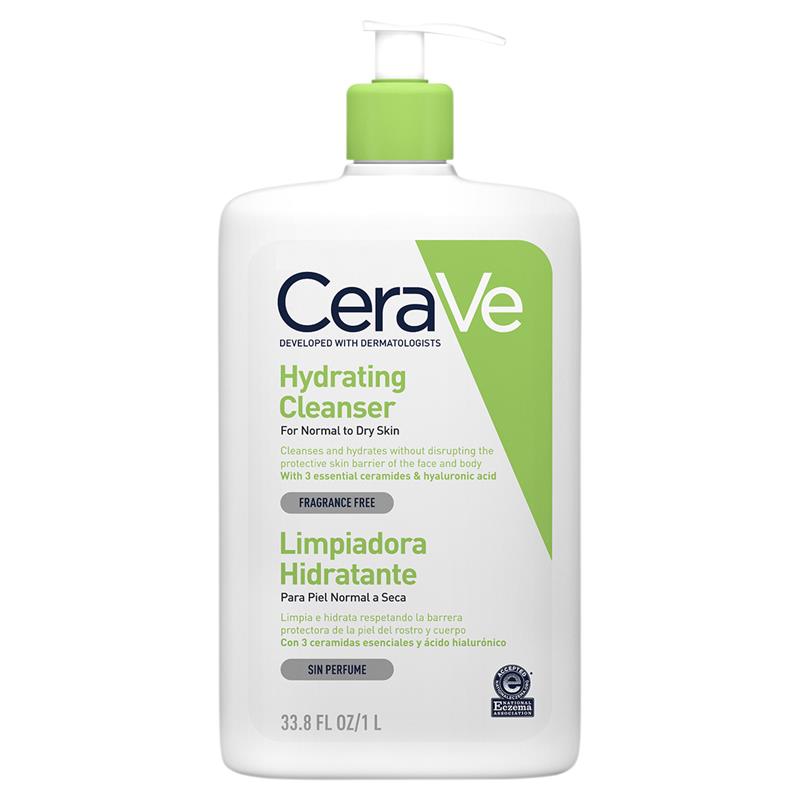 CeraVe
DEVELOPED WITH DERMATOLOGISTS
Hydrating
Cleanser
For Normal to Dry Skin
Cleanses and hydrates without disrupting the
protective skin barrier of the face and body
With 3 essential ceramides & hyaluronic acid
FRAGRANCE FREE
Limpiadora
Hidratante
Para Piel Normal a Seca
Limpia e hidrata respetando la barrera
protectora de la piel del rostro y cuerpo
Con 3 ceramidas esenciales y ácido hialurónico
SIN PERFUME
ACCEPTED
e
NATIONAL
Eczema
ASSOCIATION
33.8 FL OZ/1 L